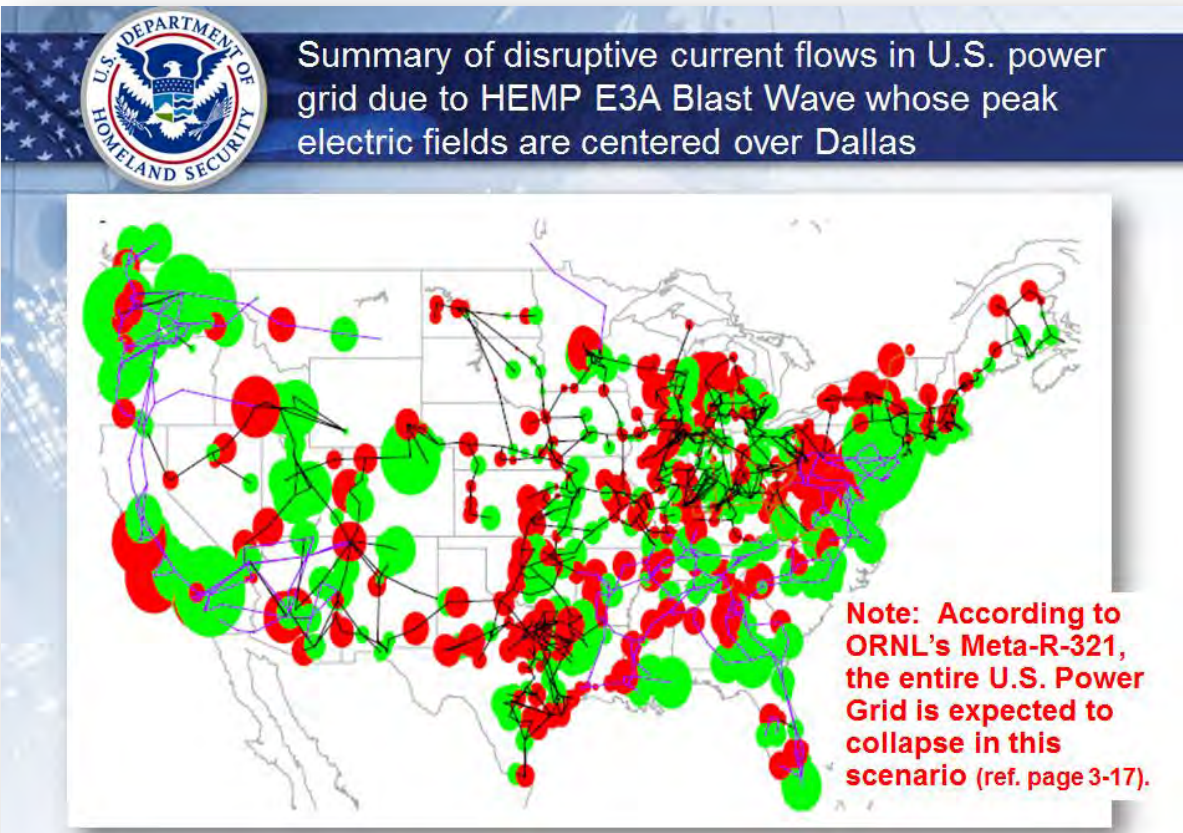 U.S. DEPARTMENT OF
HOMELAND SECURITY
Summary of disruptive current flows in U.S. power
grid due to HEMP E3A Blast Wave whose peak
electric fields are centered over Dallas
Note: According to
ORNL's Meta-R-321,
the entire U.S. Power
Grid is expected to
collapse in this
scenario (ref. page 3-17).